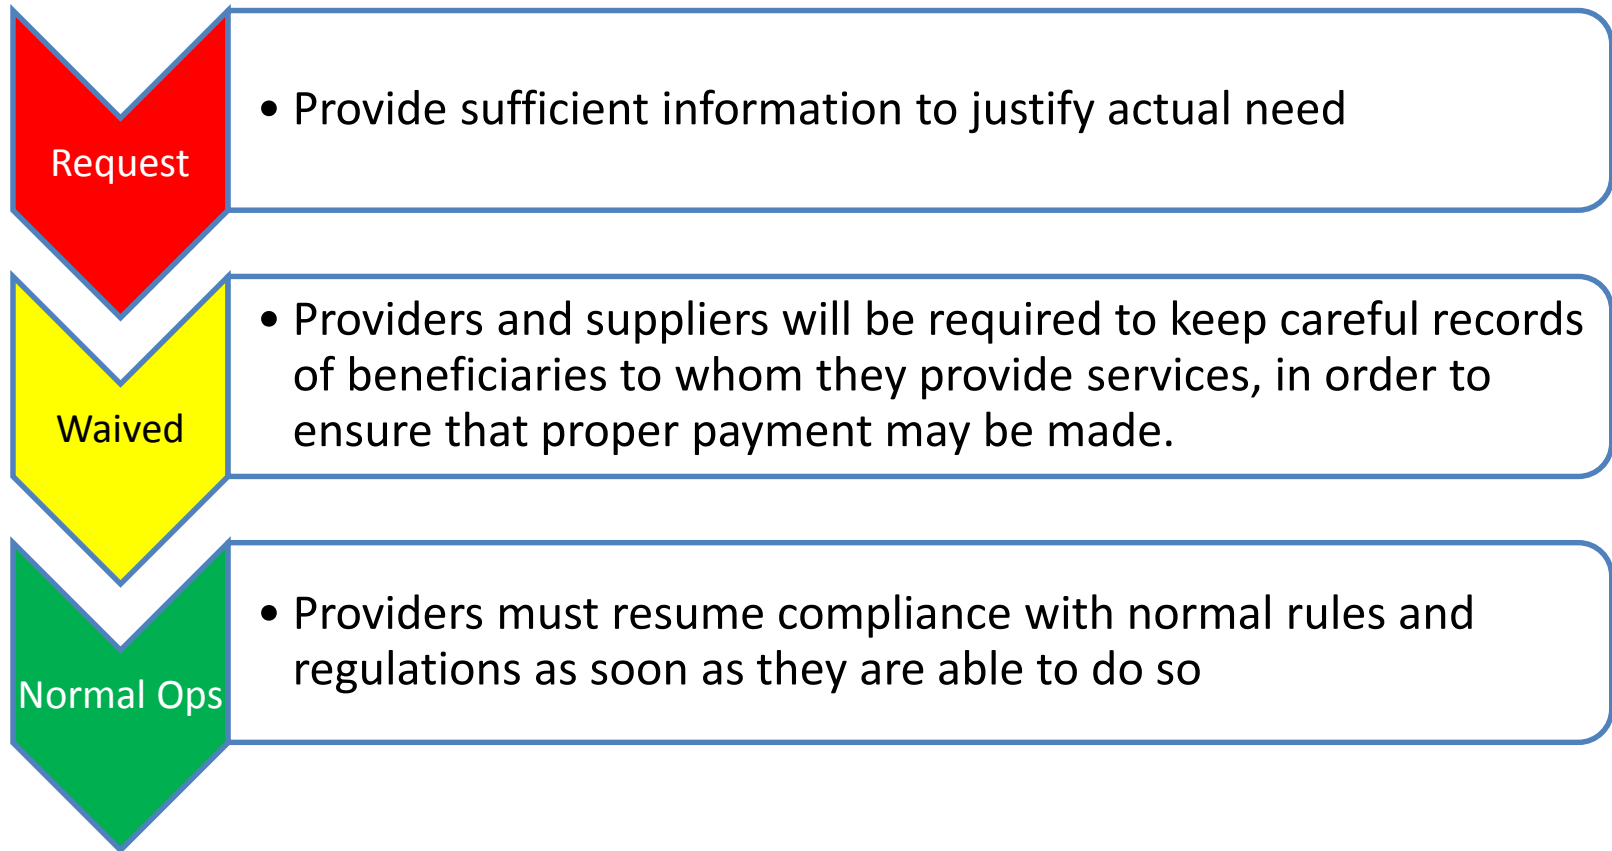 Request
• Provide sufficient information to justify actual need
Waived
• Providers and suppliers will be required to keep careful records
of beneficiaries to whom they provide services, in order to
ensure that proper payment may be made.
Normal Ops
• Providers must resume compliance with normal rules and
regulations as soon as they are able to do so